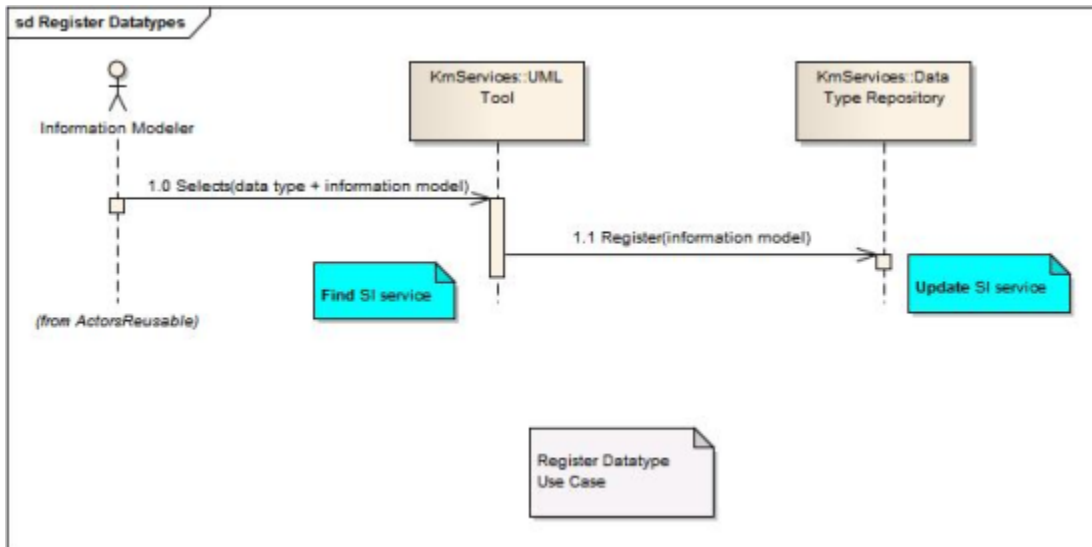 sd Register Datatypes
KmServices::UML
Tool
KmServices::Data
Type Repository
Information Modeler
1.0 Selects(data type + information model)
1.1 Register(information model)
Find SI service
Update SI service
(from ActorsReusable)
Register Datatype
Use Case